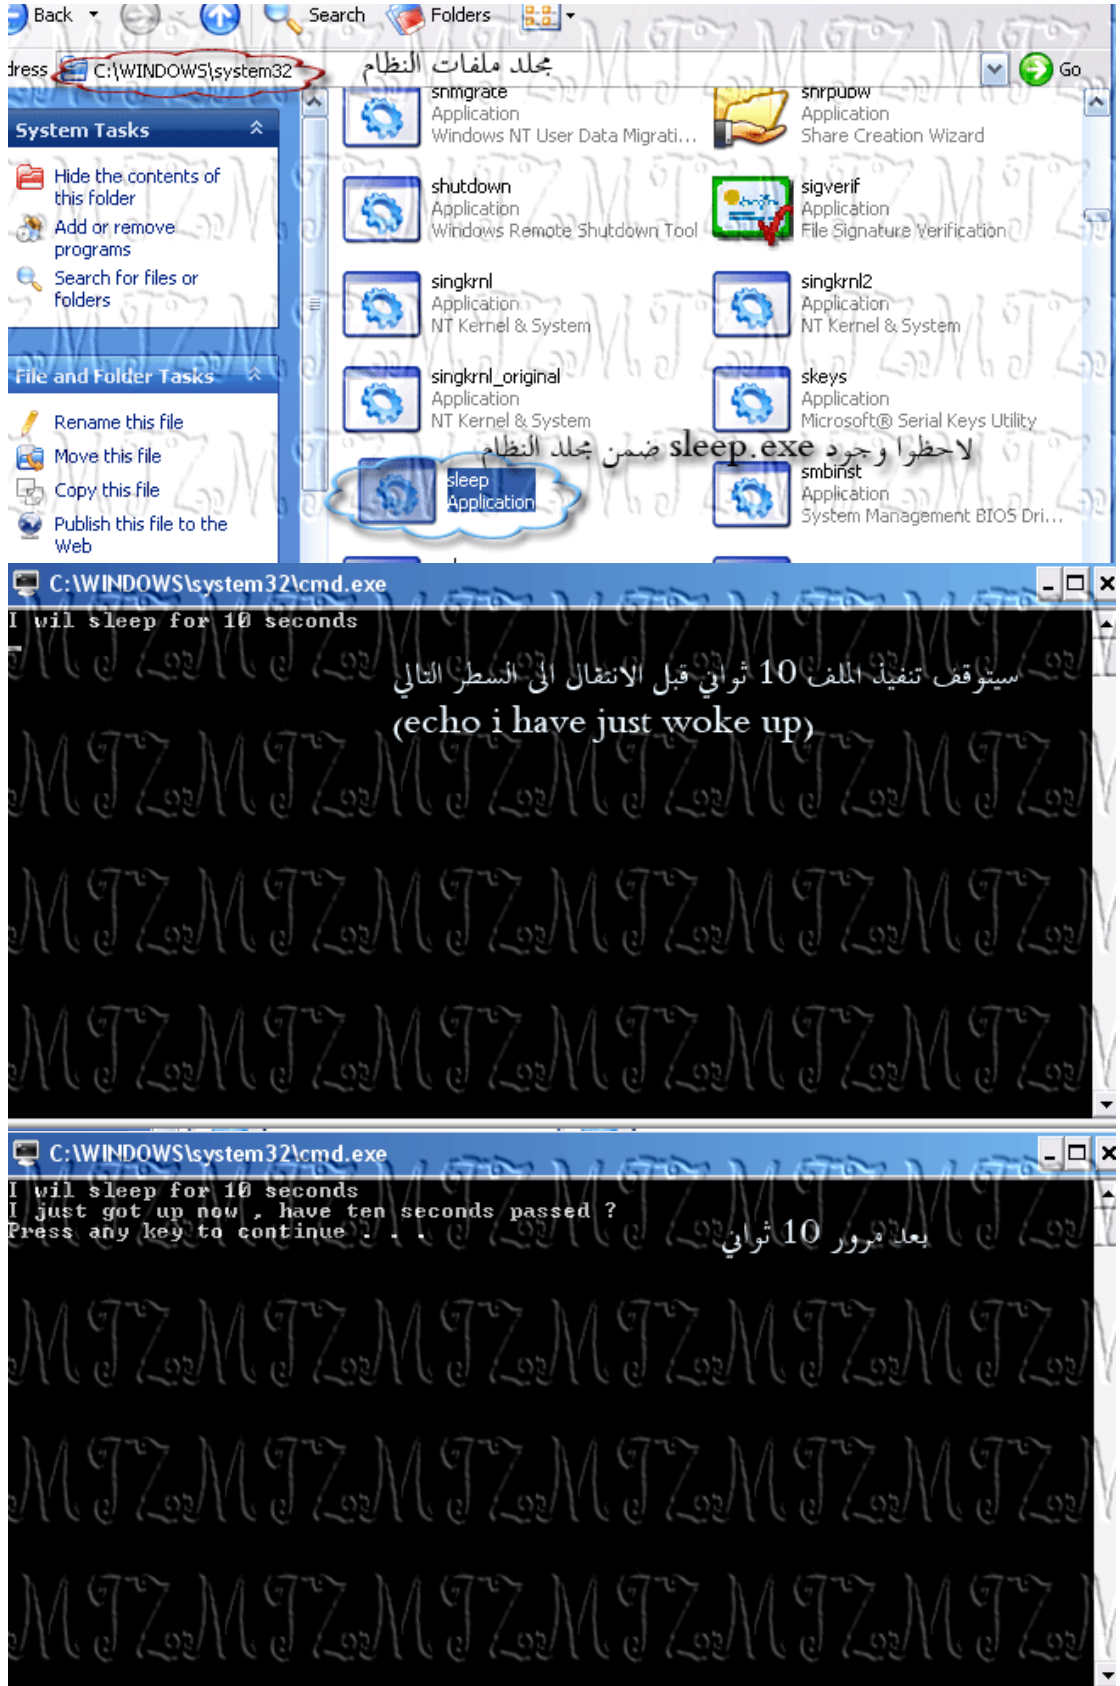 Back
Search
Folders
dress
C:\WINDOWS\system32
مجلد ملفات النظام
Go
System Tasks
Hide the contents of
this folder
Add or remove
programs
Search for files or
folders
File and Folder Tasks
Rename this file
Move this file
Copy this file
Publish this file to the
Web
shmgrate
Application
Windows NT User Data Migrati...
shrpubw
Application
Share Creation Wizard
shutdown
Application
Windows Remote Shutdown Tool
sigverif
Application
File Signature Verification
singkrnl
Application
NT Kernel & System
singkrnl2
Application
NT Kernel & System
singkrnl_original
Application
NT Kernel & System
skeys
Application
Microsoft® Serial Keys Utility
لاحظوا وجود sleep.exe ضمن مجلد النظام
sleep
Application
smbinst
Application
System Management BIOS Dri...
C:\WINDOWS\system32\cmd.exe
I wil sleep for 10 seconds
سيتوقف تنفيذ الملف 10 ثواني قبل الانتقال الى السطر التالي
(echo i have just woke up)
C:\WINDOWS\system32\cmd.exe
I wil sleep for 10 seconds
I just got up now , have ten seconds passed ?
Press any key to continue . . .
بعد مرور 10 ثواني